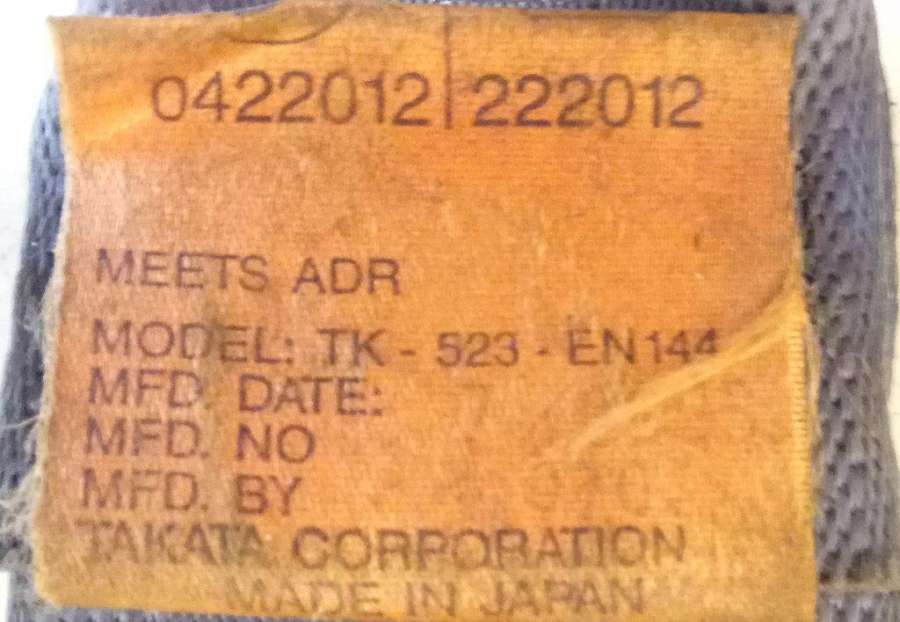 0422012 | 222012
MEETS ADR
MODEL: TK - 523 - EN144
MFD. DATE:
MFD. NO
MFD. BY
TAKATA CORPORATION
MADE IN JAPAN